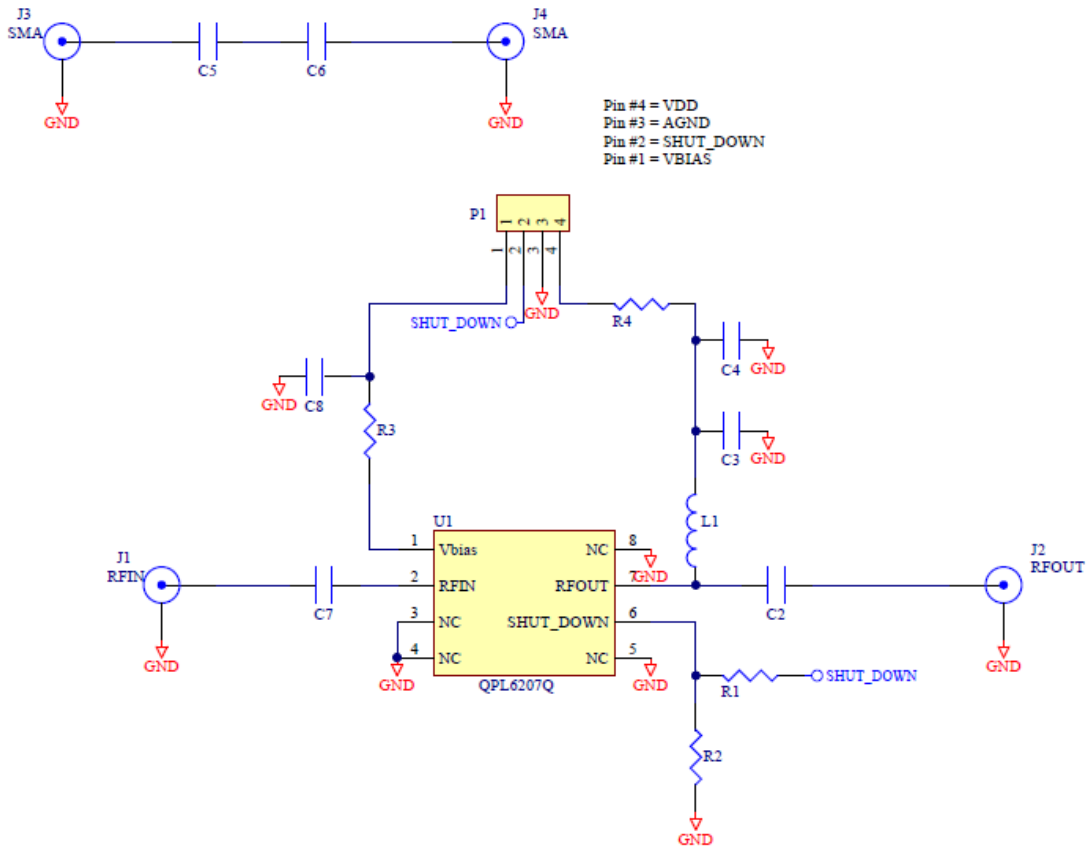 J3
SMA
J4
SMA
C5
C6
GND
GND
Pin #4 = VDD
Pin #3 = AGND
Pin #2 = SHUT_DOWN
Pin #1 = VBIAS
P1
1
2
3
4
1
2
3
4
SHUT_DOWN
GND
R4
C4
GND
GND
C8
R3
C3
GND
L1
U1
1
Vbias
NC
8
GND
J1
RFIN
C7
2
RFIN
RFOUT
7
C2
J2
RFOUT
3
NC
SHUT_DOWN
6
4
NC
NC
5
GND
GND
GND
GND
QPL6207Q
R1
SHUT_DOWN
R2
GND